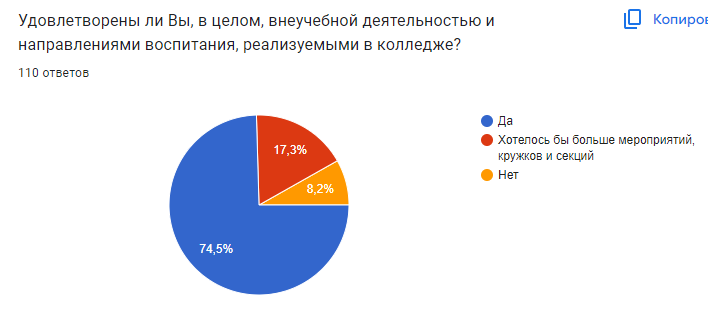 Удовлетворены ли Вы, в целом, внеучебной деятельностью и
направлениями воспитания, реализуемыми в колледже?
Копиров
110 ответов
Да
Хотелось бы больше мероприятий,
кружков и секций
Нет
17,3%
8,2%
74,5%